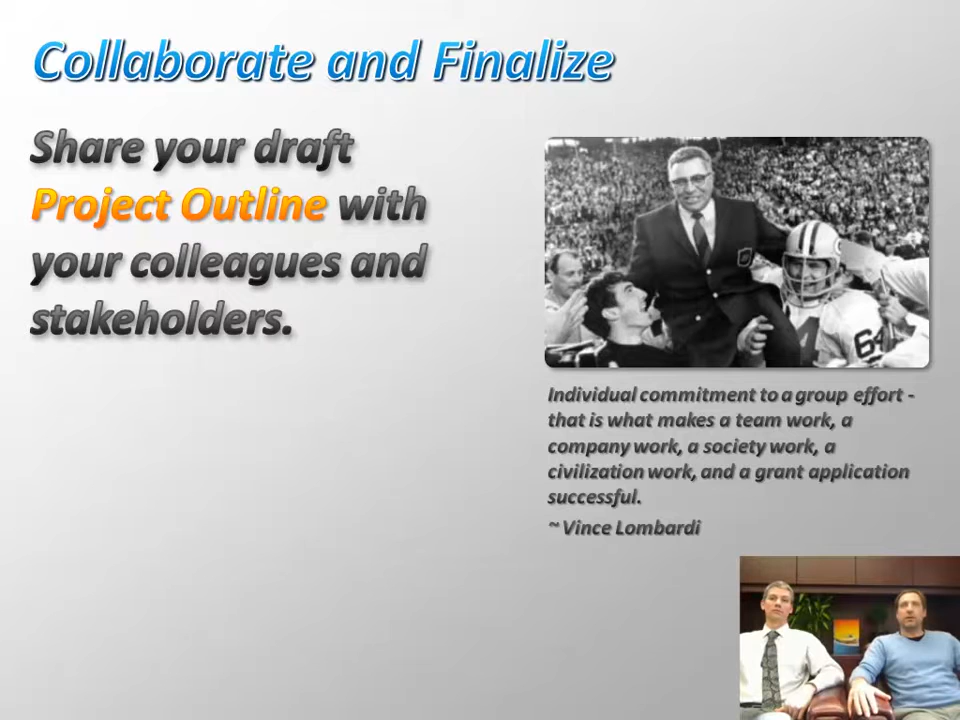 Collaborate and Finalize
Share your draft
Project Outline with
your colleagues and
stakeholders.
64
Individual commitment to a group effort -
that is what makes a team work, a
company work, a society work, a
civilization work, and a grant application
successful.
~ Vince Lombardi